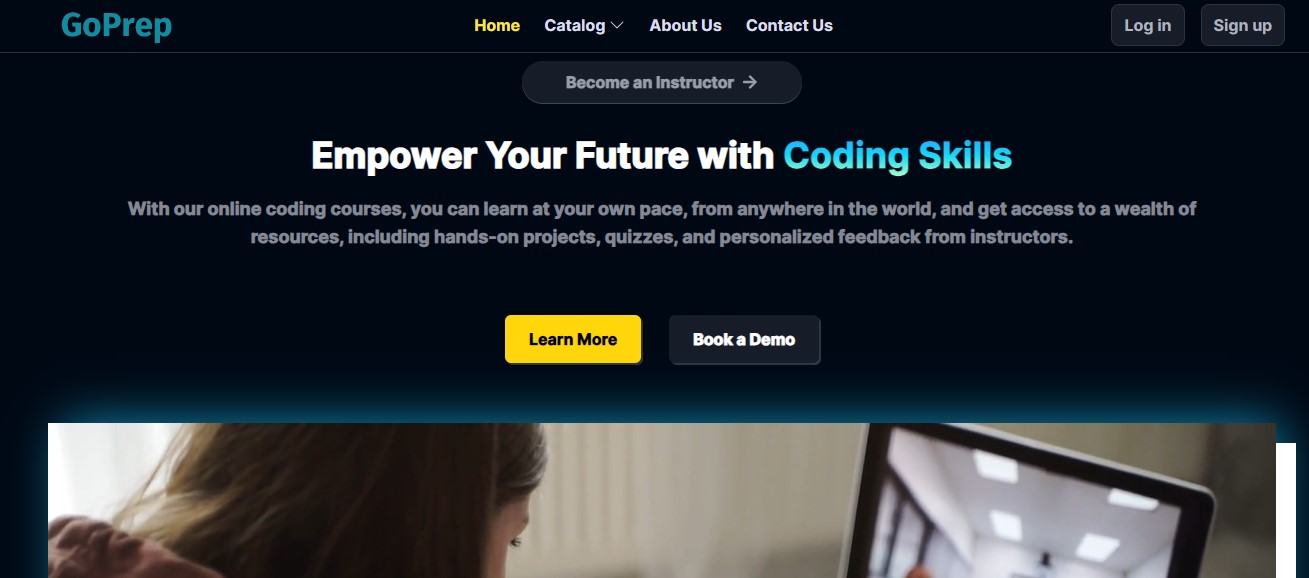 GoPrep
Home
Catalog
About Us
Contact Us
Log in
Sign up
Become an Instructor →
Empower Your Future with Coding Skills
With our online coding courses, you can learn at your own pace, from anywhere in the world, and get access to a wealth of
resources, including hands-on projects, quizzes, and personalized feedback from instructors.
Learn More
Book a Demo